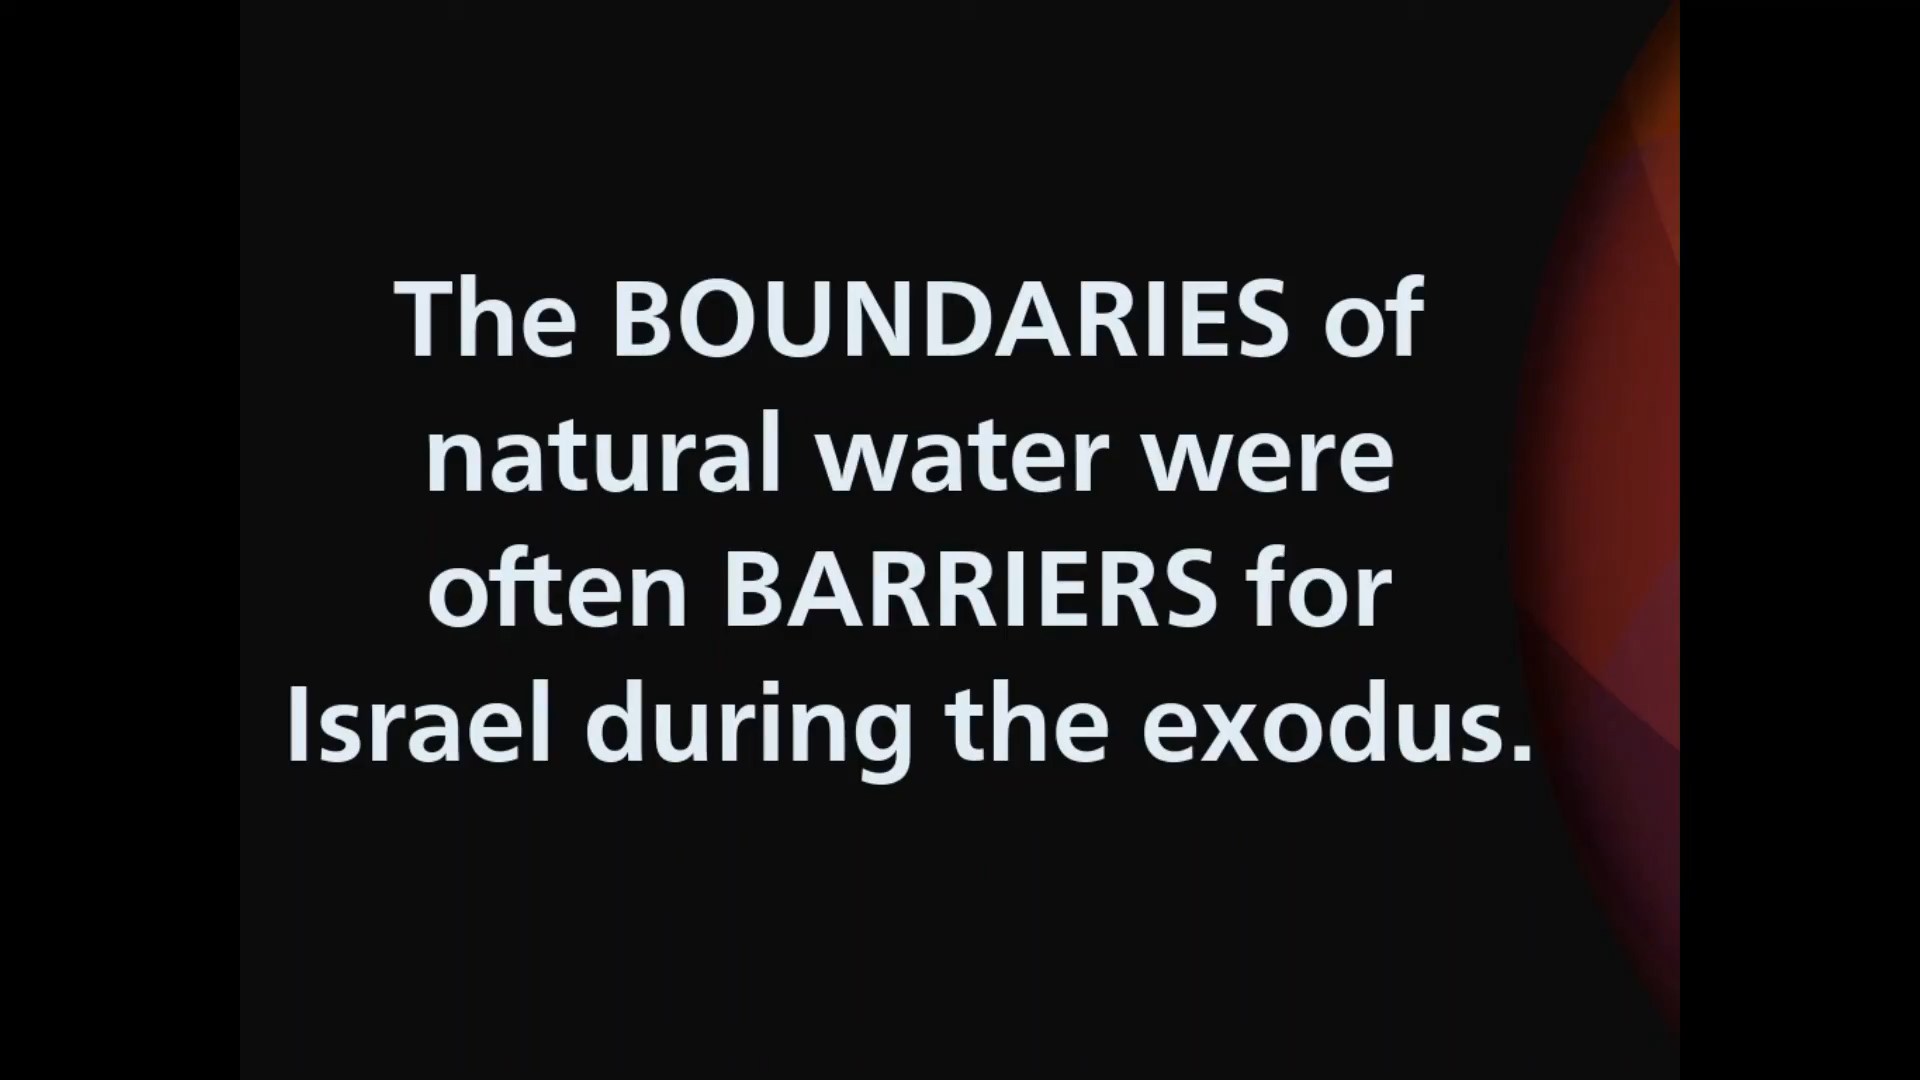 The BOUNDARIES of
natural water were
often BARRIERS for
Israel during the exodus.